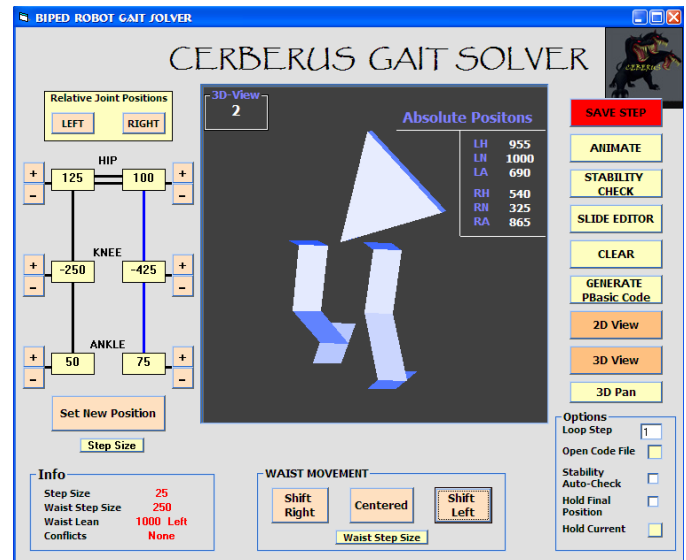 BIPED ROBOT GAIT SOLVER
CERBERUS GAIT SOLVER
CERBERUS
Relative Joint Positions
LEFT RIGHT
HIP
+ 125 100 +
− −
KNEE
+ -250 -425 +
− −
ANKLE
+ 50 75 +
− −
Set New Position
Step Size
3D-View
2
Absolute Positons
LH 955
LN 1000
LA 690
RH 540
RN 325
RA 865
SAVE STEP
ANIMATE
STABILITY
CHECK
SLIDE EDITOR
CLEAR
GENERATE
PBasic Code
2D View
3D View
3D Pan
Options
Loop Step 1
Open Code File
Stability
Auto-Check
Hold Final
Position
Hold Current
Info
Step Size 25
Waist Step Size 250
Waist Lean 1000 Left
Conflicts None
WAIST MOVEMENT
Shift
Right
Centered
Shift
Left
Waist Step Size